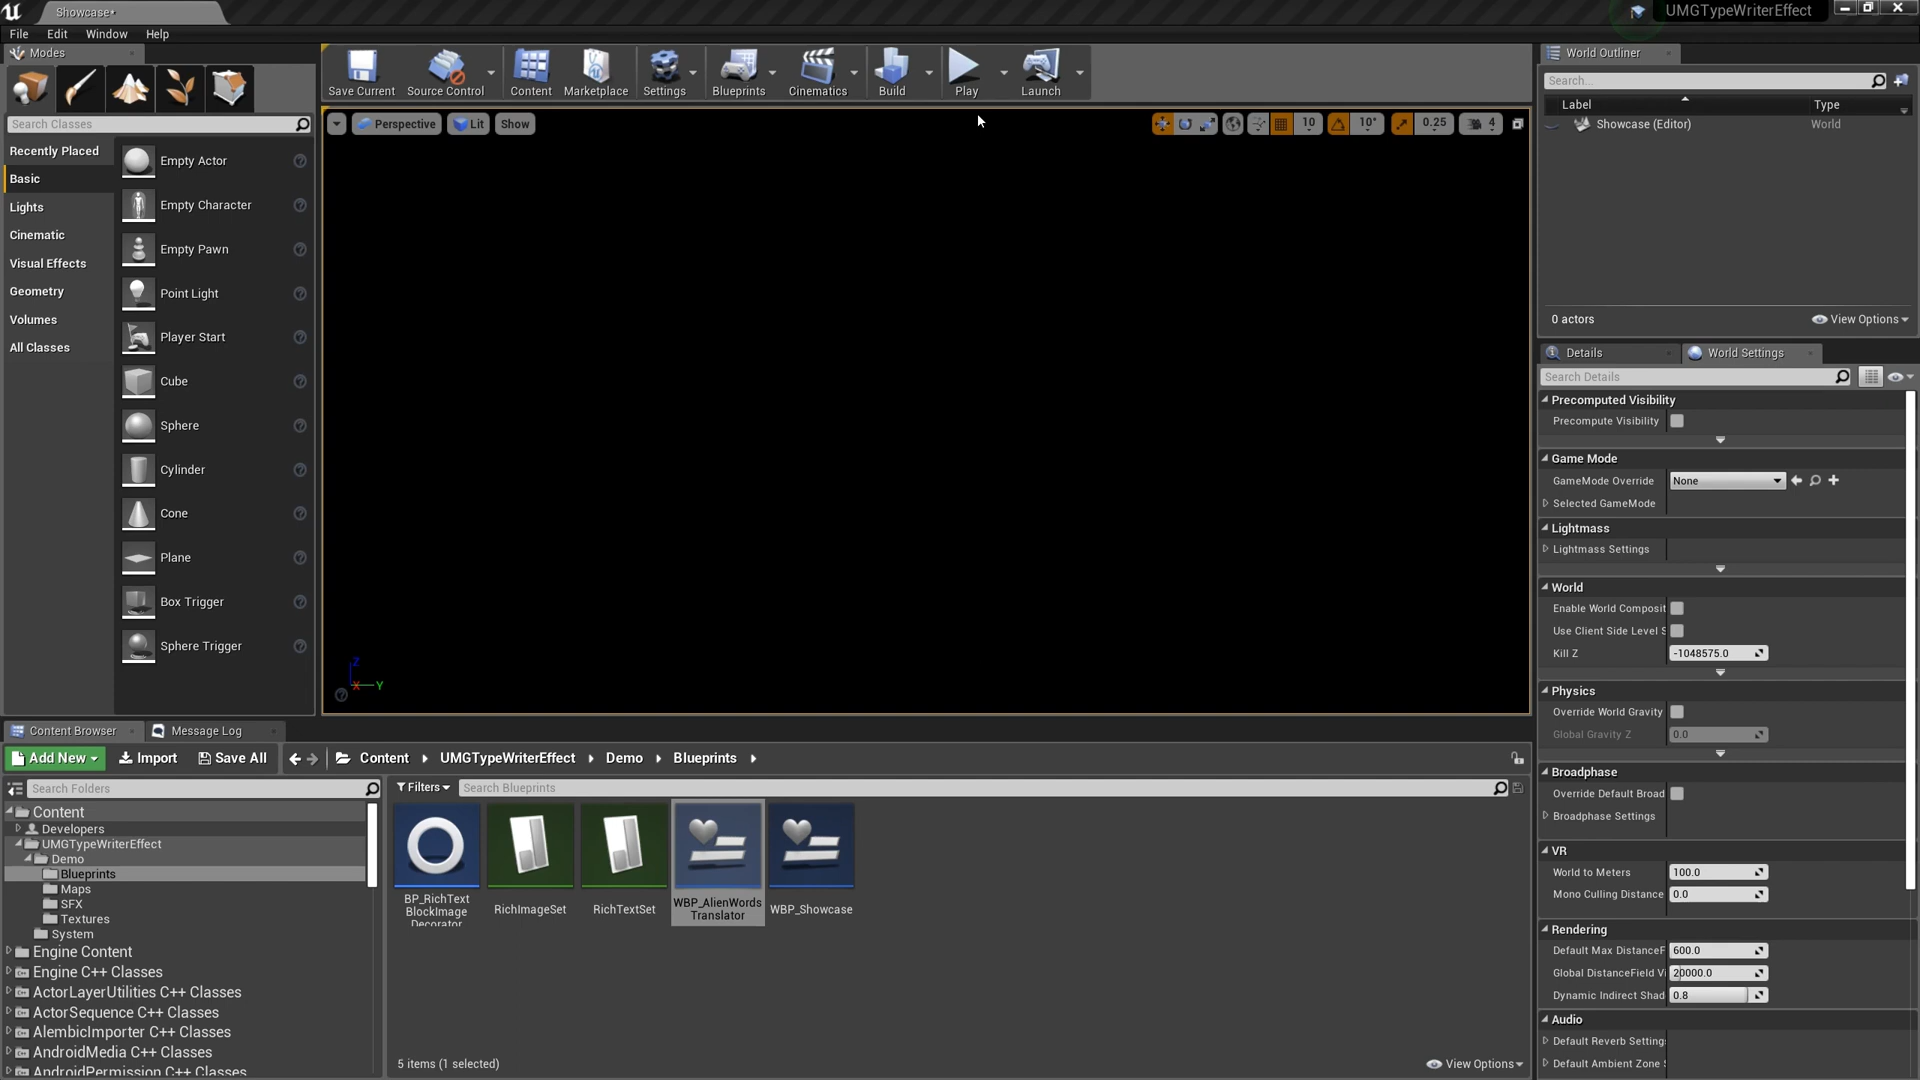 Showcase•
UMGTypeWriterEffect
File Edit Window Help
Modes
Search Classes
Recently Placed
Basic
Lights
Cinematic
Visual Effects
Geometry
Volumes
All Classes
Empty Actor
Empty Character
Empty Pawn
Point Light
Player Start
Cube
Sphere
Cylinder
Cone
Plane
Box Trigger
Sphere Trigger
Save Current Source Control Content Marketplace Settings Blueprints Cinematics Build Play Launch
Perspective Lit Show
10 10° 0.25 4
Z
X Y
World Outliner
Search...
Label Type
Showcase (Editor) World
0 actors View Options
Details World Settings
Search Details
Precomputed Visibility
Precompute Visibility
Game Mode
GameMode Override None
Selected GameMode
Lightmass
Lightmass Settings
World
Enable World Composit
Use Client Side Level S
Kill Z -1048575.0
Physics
Override World Gravity
Global Gravity Z 0.0
Broadphase
Override Default Broad
Broadphase Settings
VR
World to Meters 100.0
Mono Culling Distance 0.0
Rendering
Default Max DistanceF 600.0
Global DistanceField Vi 20000.0
Dynamic Indirect Shad 0.8
Audio
Default Reverb Setting
Default Ambient Zone S
Content Browser Message Log
Add New Import Save All Content UMGTypeWriterEffect Demo Blueprints
Search Folders
Content
Developers
UMGTypeWriterEffect
Demo
Blueprints
Maps
SFX
Textures
System
Engine Content
Engine C++ Classes
ActorLayerUtilities C++ Classes
ActorSequence C++ Classes
AlembicImporter C++ Classes
AndroidMedia C++ Classes
AndroidPermission C++ Classes
Filters Search Blueprints
BP_RichText
BlockImage
Decorator
RichImageSet
RichTextSet
WBP_AlienWords
Translator
WBP_Showcase
5 items (1 selected) View Options